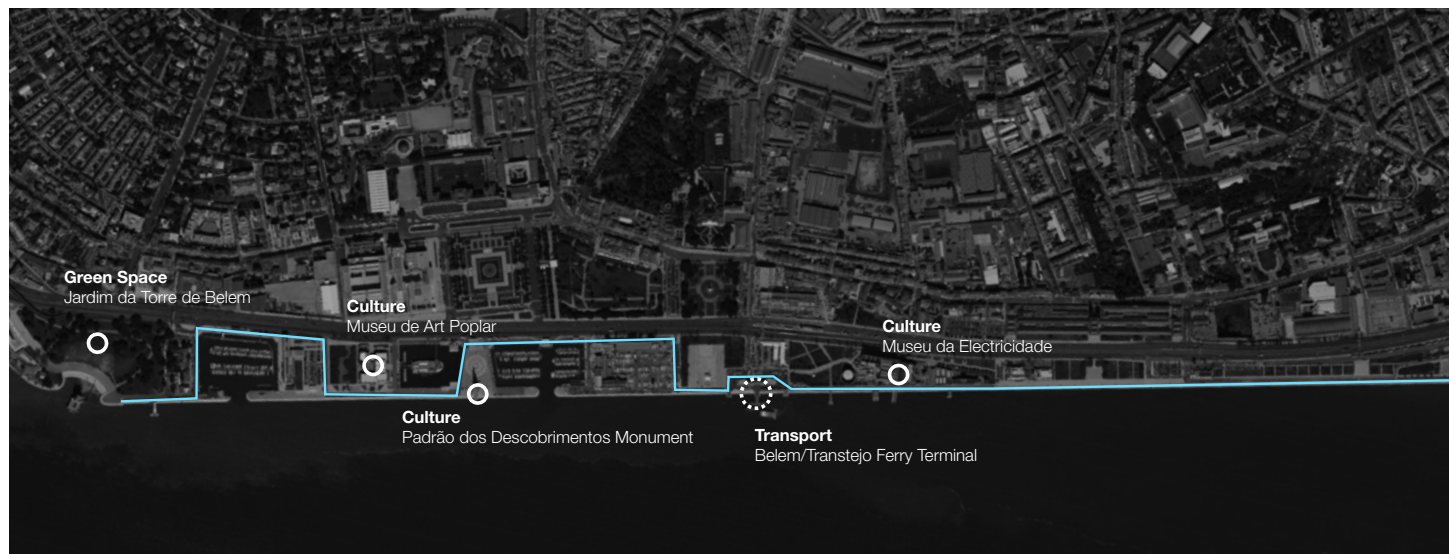 Green Space
Jardim da Torre de Belem
Culture
Museu de Art Poplar
Culture
Padrão dos Descobrimentos Monument
Transport
Belem/Transtejo Ferry Terminal
Culture
Museu da Electricidade